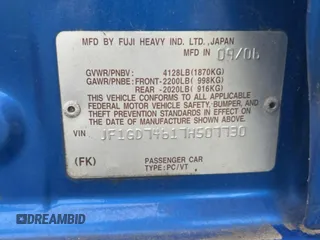 MFD BY FUJI HEAVY IND. LTD., JAPAN
09/06
GVWR/PNBV: 4128LB(1870KG)
GAWR/PNBE:FRONT-2200LB( 998KG)
REAR -2020LB( 916KG)
THIS VEHICLE CONFORMS TO ALL APPLICABLE
FEDERAL MOTOR VEHICLE SAFETY, BUMPER, AND
THEFT PREVENTION STANDARDS IN EFFECT ON THE
DATE OF MANUFACTURE SHOWN ABOVE.
VIN JF1GD74617H507730
(FK) PASSENGER CAR
TYPE: PC/VT
DREAMBID